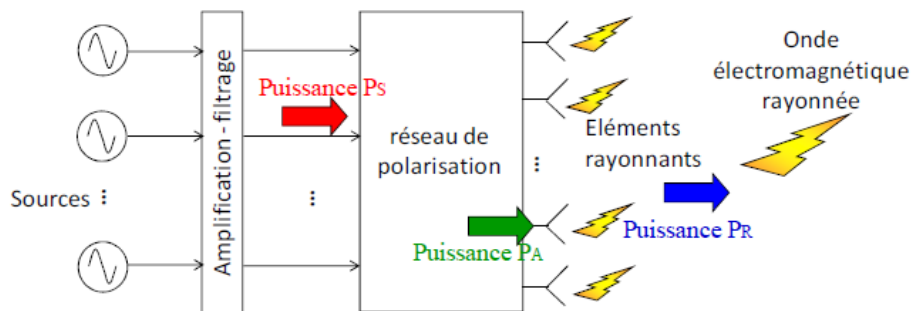 Sources ⋮
Amplification - filtrage
Puissance PS
⋮
réseau de
polarisation
Puissance PA
⋮
Eléments
rayonnants
Puissance PR
Onde
électromagnétique
rayonnée